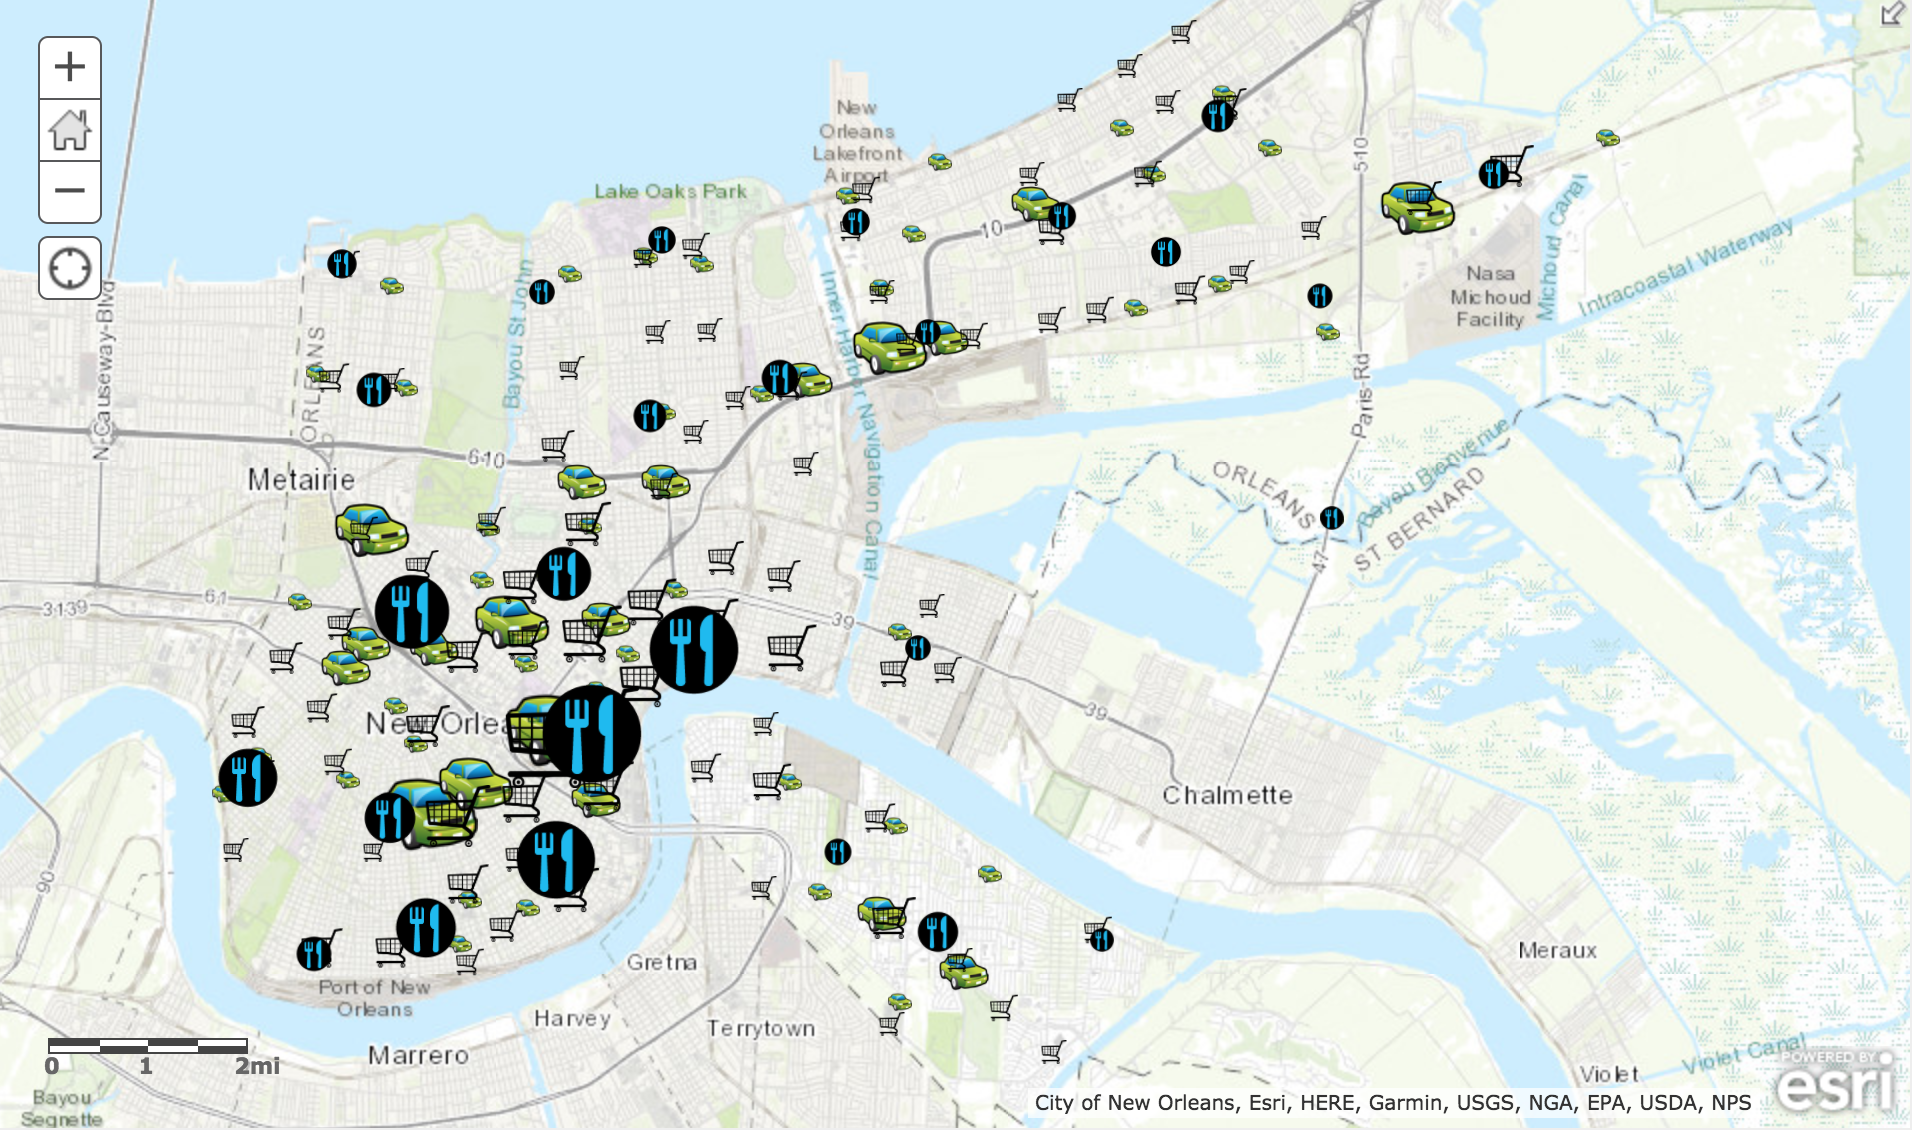 +
−
New
Orleans
Lakefront
Airport
Lake Oaks Park
510
10
Michoud Canal
Intracoastal Waterway
Nasa
Michoud
Facility
N-Causeway-Blvd
ORLEANS
Bayou St John
Inner Harbor Navigation Canal
Paris-Rd
610
Metairie
ORLEANS
Bayou Bienvenue
ST BERNARD
47
61
3139
39
39
New Orlea
90
Chalmette
Meraux
Gretna
Port of New
Orleans
Harvey
Terrytown
Marrero
0 1 2mi
Violet Canal
Violet
Bayou
Segnette
POWERED BY
esri
City of New Orleans, Esri, HERE, Garmin, USGS, NGA, EPA, USDA, NPS